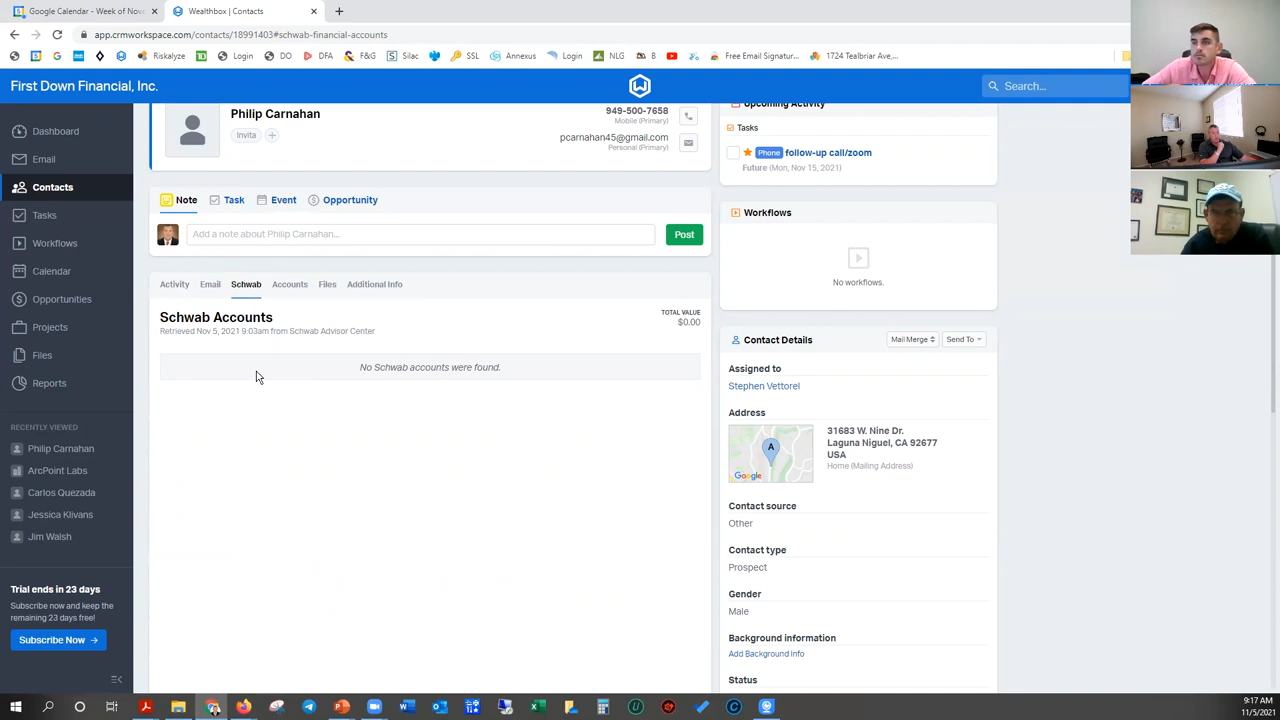 Google Calendar - Week of Nove
Wealthbox | Contacts
app.crmworkspace.com/contacts/18991403#schwab-financial-accounts
Riskalyze
Login
DO
DFA
F&G
Silac
SSL
Annexus
Login
NLG
B
Free Email Signatur...
1724 Tealbriar Ave,...
First Down Financial, Inc.
Search...
Dashboard
Email
Contacts
Tasks
Workflows
Calendar
Opportunities
Projects
Files
Reports
RECENTLY VIEWED
Philip Carnahan
ArcPoint Labs
Carlos Quezada
Jessica Klivans
Jim Walsh
Trial ends in 23 days
Subscribe now and keep the
remaining 23 days free!
Subscribe Now →
Philip Carnahan
Invita
949-500-7658
Mobile (Primary)
pcarnahan45@gmail.com
Personal (Primary)
Note
Task
Event
Opportunity
Add a note about Philip Carnahan...
Post
Activity
Email
Schwab
Accounts
Files
Additional Info
Schwab Accounts
Retrieved Nov 5, 2021 9:03am from Schwab Advisor Center
TOTAL VALUE
$0.00
No Schwab accounts were found.
Upcoming Activity
Tasks
Phone follow-up call/zoom
Future (Mon, Nov 15, 2021)
Workflows
No workflows.
Contact Details
Mail Merge
Send To
Assigned to
Stephen Vettorel
Address
A
Google
31683 W. Nine Dr.
Laguna Niguel, CA 92677
USA
Home (Mailing Address)
Contact source
Other
Contact type
Prospect
Gender
Male
Background information
Add Background Info
Status
9:17 AM
11/5/2021